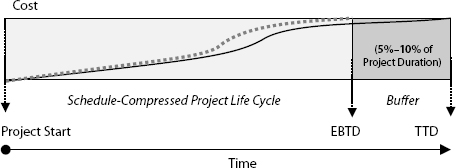 Cost
(5%–10% of
Project Duration)
Schedule-Compressed Project Life Cycle
Buffer
Project Start
EBTD
TTD
Time